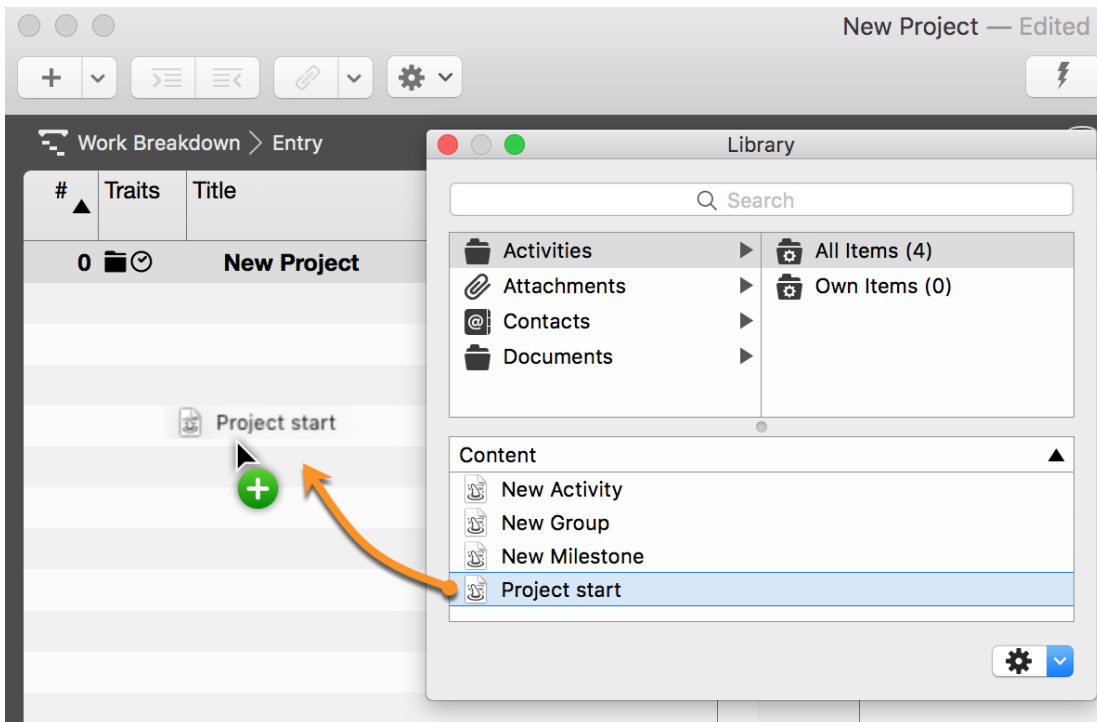 New Project — Edited
Work Breakdown > Entry
# Traits Title
0 New Project
Project start
Library
Search
Activities
Attachments
Contacts
Documents
All Items (4)
Own Items (0)
Content
New Activity
New Group
New Milestone
Project start